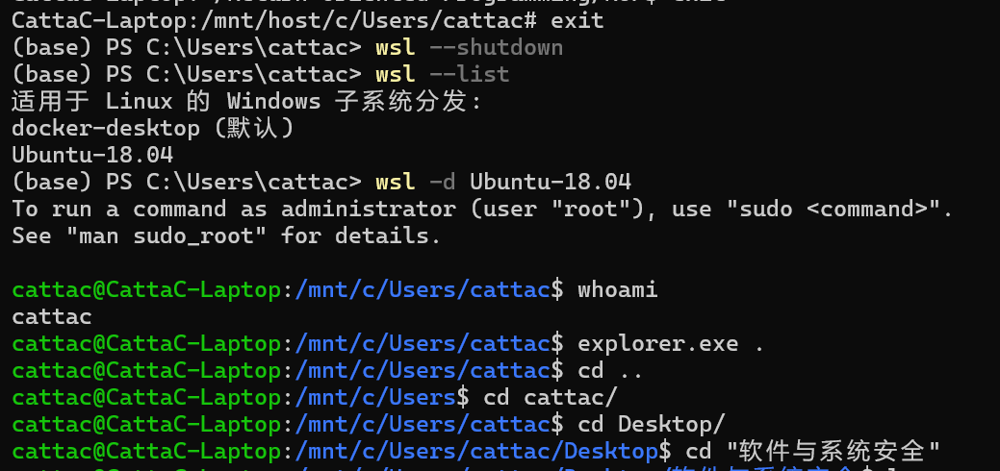 CattaC-Laptop:/mnt/host/c/Users/cattac# exit
(base) PS C:\Users\cattac> wsl --shutdown
(base) PS C:\Users\cattac> wsl --list
适用于 Linux 的 Windows 子系统分发:
docker-desktop (默认)
Ubuntu-18.04
(base) PS C:\Users\cattac> wsl -d Ubuntu-18.04
To run a command as administrator (user "root"), use "sudo <command>".
See "man sudo_root" for details.
cattac@CattaC-Laptop:/mnt/c/Users/cattac$ whoami
cattac
cattac@CattaC-Laptop:/mnt/c/Users/cattac$ explorer.exe .
cattac@CattaC-Laptop:/mnt/c/Users/cattac$ cd ..
cattac@CattaC-Laptop:/mnt/c/Users$ cd cattac/
cattac@CattaC-Laptop:/mnt/c/Users/cattac$ cd Desktop/
cattac@CattaC-Laptop:/mnt/c/Users/cattac/Desktop$ cd "软件与系统安全"